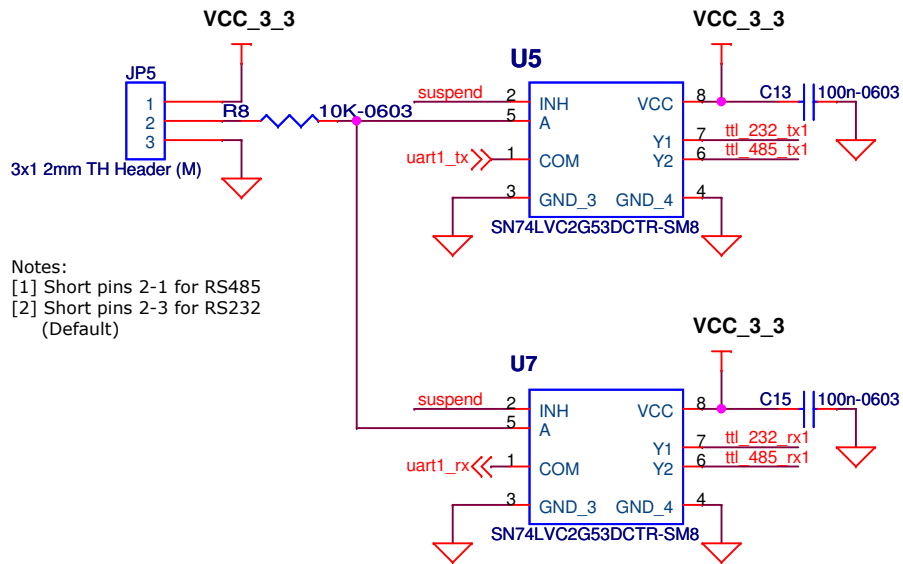 VCC_3_3
JP5
1
2
3
R8
10K-0603
3x1 2mm TH Header (M)
Notes:
[1] Short pins 2-1 for RS485
[2] Short pins 2-3 for RS232
(Default)
VCC_3_3
U5
suspend
2
INH
VCC
8
C13
100n-0603
5
A
Y1
7
ttl_232_tx1
uart1_tx
1
COM
Y2
6
ttl_485_tx1
3
GND_3
GND_4
4
SN74LVC2G53DCTR-SM8
VCC_3_3
U7
suspend
2
INH
VCC
8
C15
100n-0603
5
A
Y1
7
ttl_232_rx1
uart1_rx
1
COM
Y2
6
ttl_485_rx1
3
GND_3
GND_4
4
SN74LVC2G53DCTR-SM8